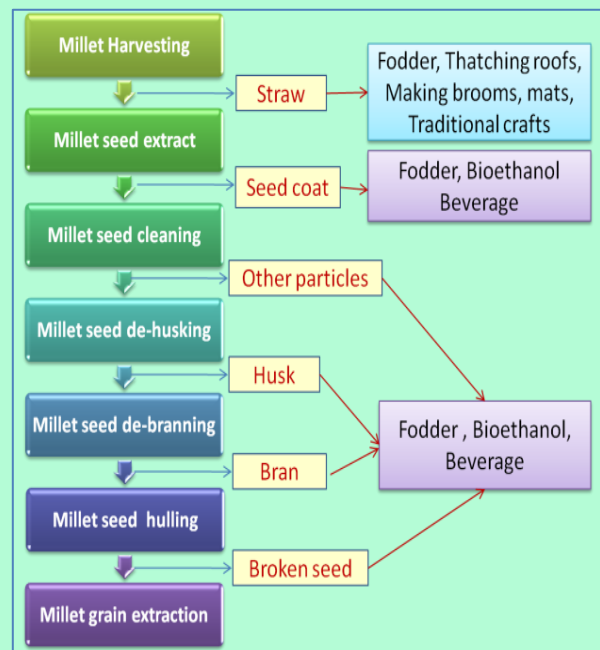 Millet Harvesting
Straw
Fodder, Thatching roofs,
Making brooms, mats,
Traditional crafts
Millet seed extract
Seed coat
Fodder, Bioethanol
Beverage
Millet seed cleaning
Other particles
Millet seed de-husking
Husk
Millet seed de-branning
Fodder , Bioethanol,
Beverage
Bran
Millet seed hulling
Broken seed
Millet grain extraction